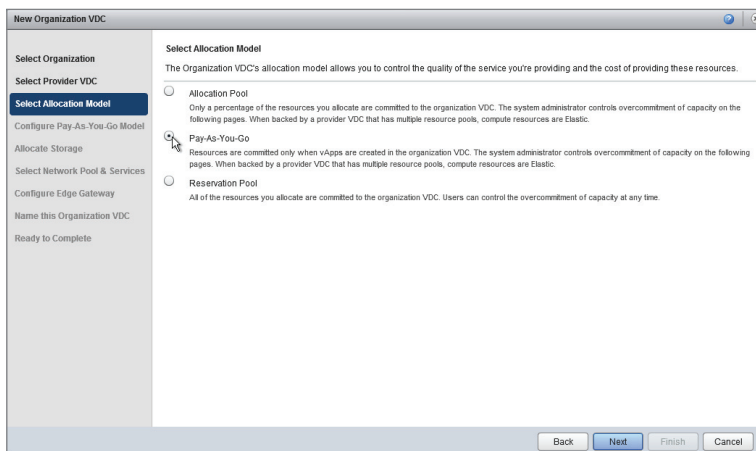 New Organization VDC
Select Organization
Select Provider VDC
Select Allocation Model
Configure Pay-As-You-Go Model
Allocate Storage
Select Network Pool & Services
Configure Edge Gateway
Name this Organization VDC
Ready to Complete
Select Allocation Model
The Organization VDC's allocation model allows you to control the quality of the service you're providing and the cost of providing these resources.
Allocation Pool
Only a percentage of the resources you allocate are committed to the organization VDC. The system administrator controls overcommitment of capacity on the
following pages. When backed by a provider VDC that has multiple resource pools, compute resources are Elastic.
Pay-As-You-Go
Resources are committed only when vApps are created in the organization VDC. The system administrator controls overcommitment of capacity on the following
pages. When backed by a provider VDC that has multiple resource pools, compute resources are Elastic.
Reservation Pool
All of the resources you allocate are committed to the organization VDC. Users can control the overcommitment of capacity at any time.
Back Next Finish Cancel